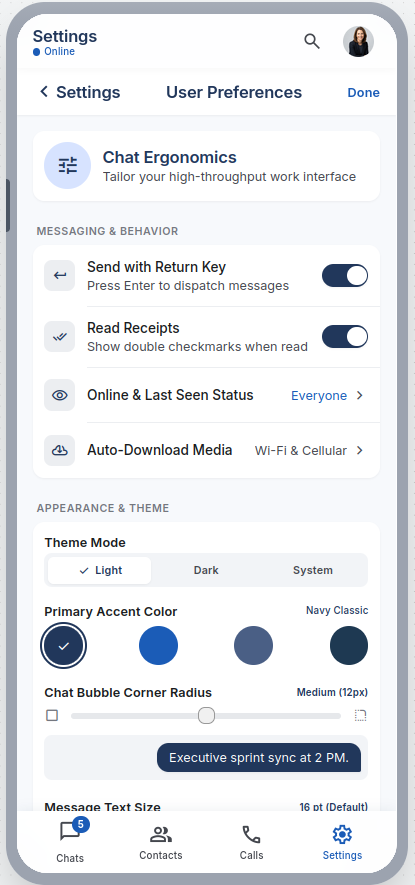 Settings
Online
Settings
User Preferences
Done
Chat Ergonomics
Tailor your high-throughput work interface
MESSAGING & BEHAVIOR
Send with Return Key
Press Enter to dispatch messages
Read Receipts
Show double checkmarks when read
Online & Last Seen Status
Everyone
Auto-Download Media
Wi-Fi & Cellular
APPEARANCE & THEME
Theme Mode
Light
Dark
System
Primary Accent Color
Navy Classic
Chat Bubble Corner Radius
Medium (12px)
Executive sprint sync at 2 PM.
Message Text Size
16 pt (Default)
5
Chats
Contacts
Calls
Settings